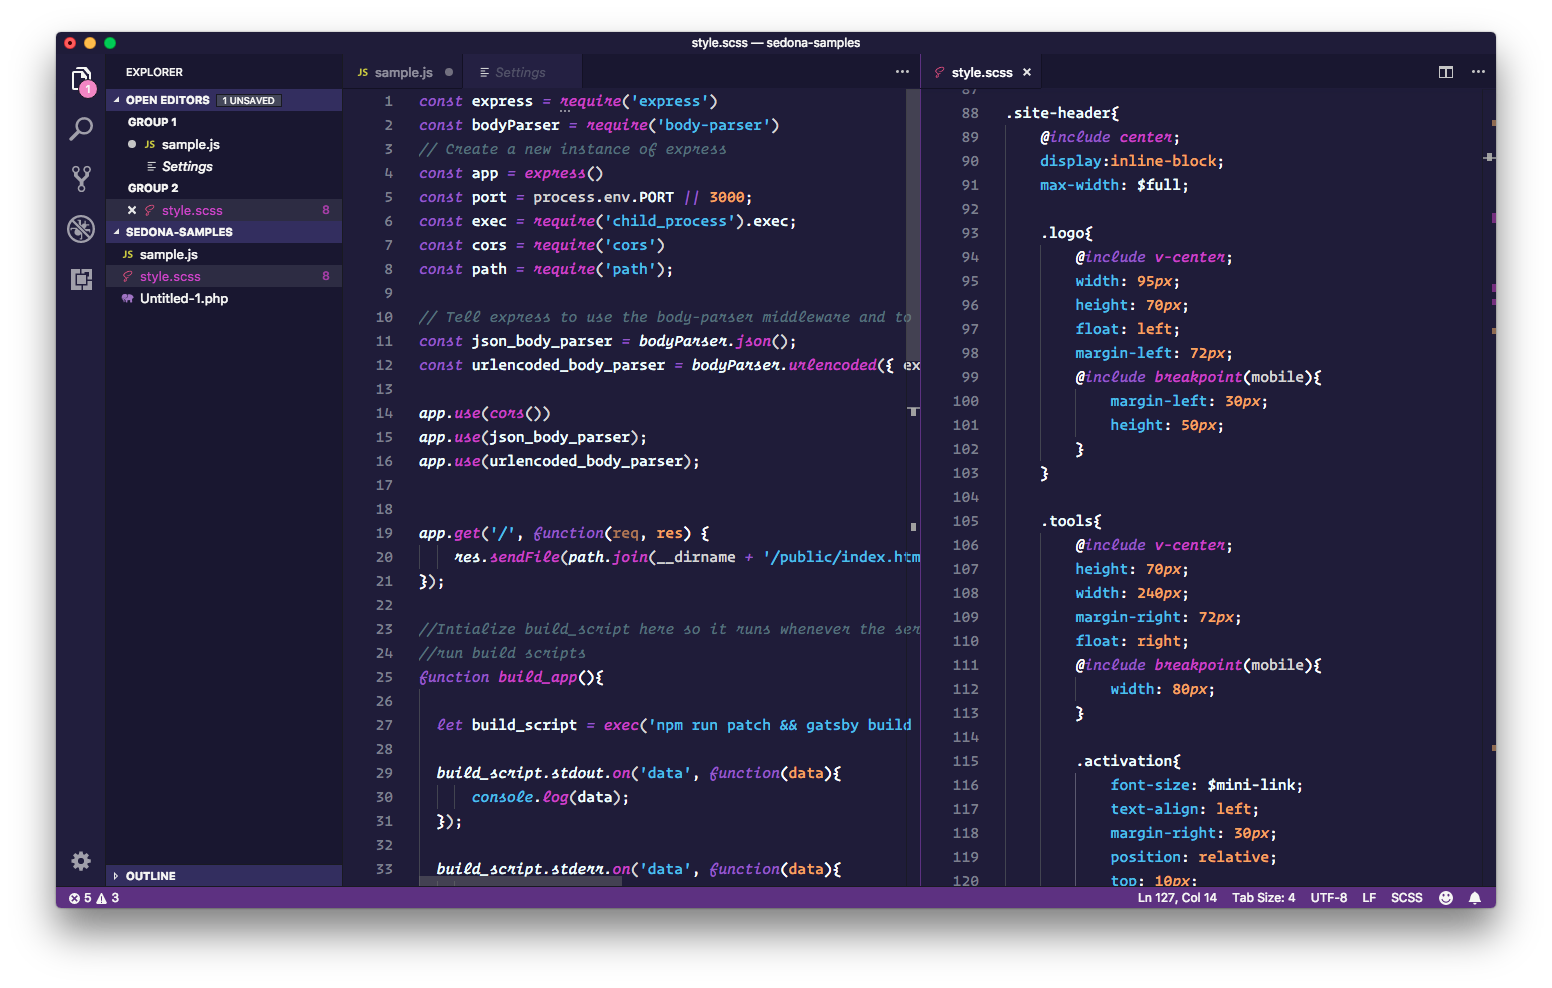 style.scss — sedona-samples
EXPLORER
OPEN EDITORS 1 UNSAVED
GROUP 1
JS sample.js
Settings
GROUP 2
style.scss 8
SEDONA-SAMPLES
JS sample.js
style.scss 8
Untitled-1.php
OUTLINE
1
JS sample.js
Settings
1 const express = require('express')
2 const bodyParser = require('body-parser')
3 // Create a new instance of express
4 const app = express()
5 const port = process.env.PORT || 3000;
6 const exec = require('child_process').exec;
7 const cors = require('cors')
8 const path = require('path');
9
10 // Tell express to use the body-parser middleware and to
11 const json_body_parser = bodyParser.json();
12 const urlencoded_body_parser = bodyParser.urlencoded({ ex
13
14 app.use(cors())
15 app.use(json_body_parser);
16 app.use(urlencoded_body_parser);
17
18
19 app.get('/', function(req, res) {
20 res.sendFile(path.join(__dirname + '/public/index.htm
21 });
22
23 //Intialize build_script here so it runs whenever the ser
24 //run build scripts
25 function build_app(){
26
27 let build_script = exec('npm run patch && gatsby build
28
29 build_script.stdout.on('data', function(data){
30 console.log(data);
31 });
32
33 build_script.stderr.on('data', function(data){
style.scss
87
88 .site-header{
89 @include center;
90 display:inline-block;
91 max-width: $full;
92
93 .logo{
94 @include v-center;
95 width: 95px;
96 height: 70px;
97 float: left;
98 margin-left: 72px;
99 @include breakpoint(mobile){
100 margin-left: 30px;
101 height: 50px;
102 }
103 }
104
105 .tools{
106 @include v-center;
107 height: 70px;
108 width: 240px;
109 margin-right: 72px;
110 float: right;
111 @include breakpoint(mobile){
112 width: 80px;
113 }
114
115 .activation{
116 font-size: $mini-link;
117 text-align: left;
118 margin-right: 30px;
119 position: relative;
120 top: 10px;
5 3
Ln 127, Col 14 Tab Size: 4 UTF-8 LF SCSS